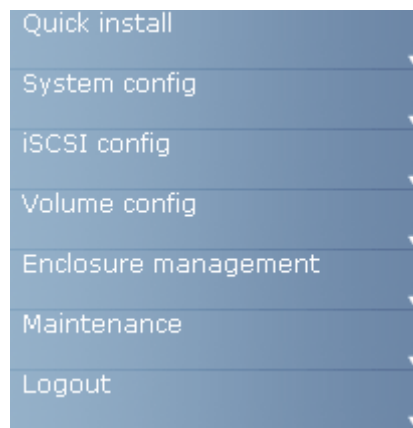 Quick install
System config
iSCSI config
Volume config
Enclosure management
Maintenance
Logout